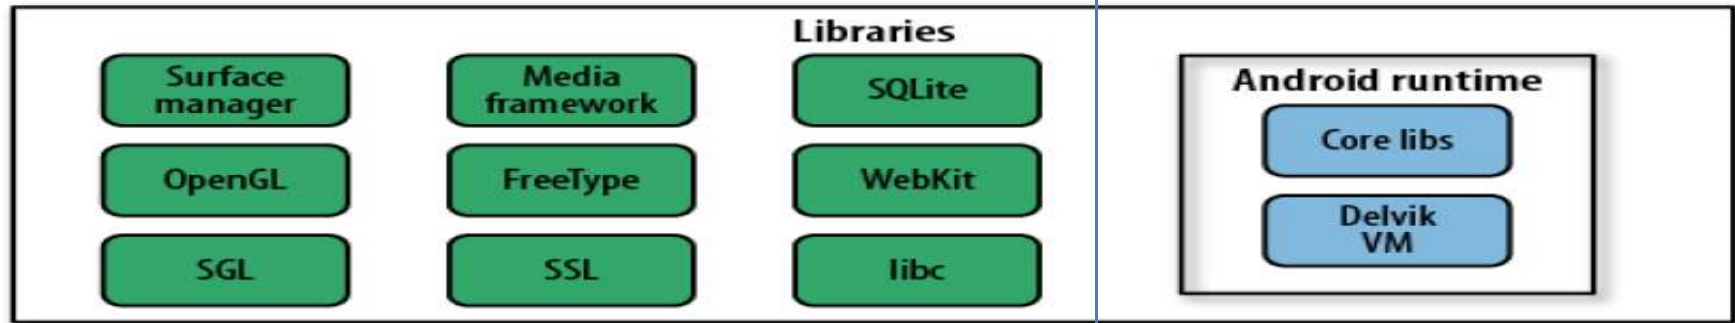 Libraries
Surface
manager
Media
framework
SQLite
OpenGL
FreeType
WebKit
SGL
SSL
libc
Android runtime
Core libs
Delvik
VM